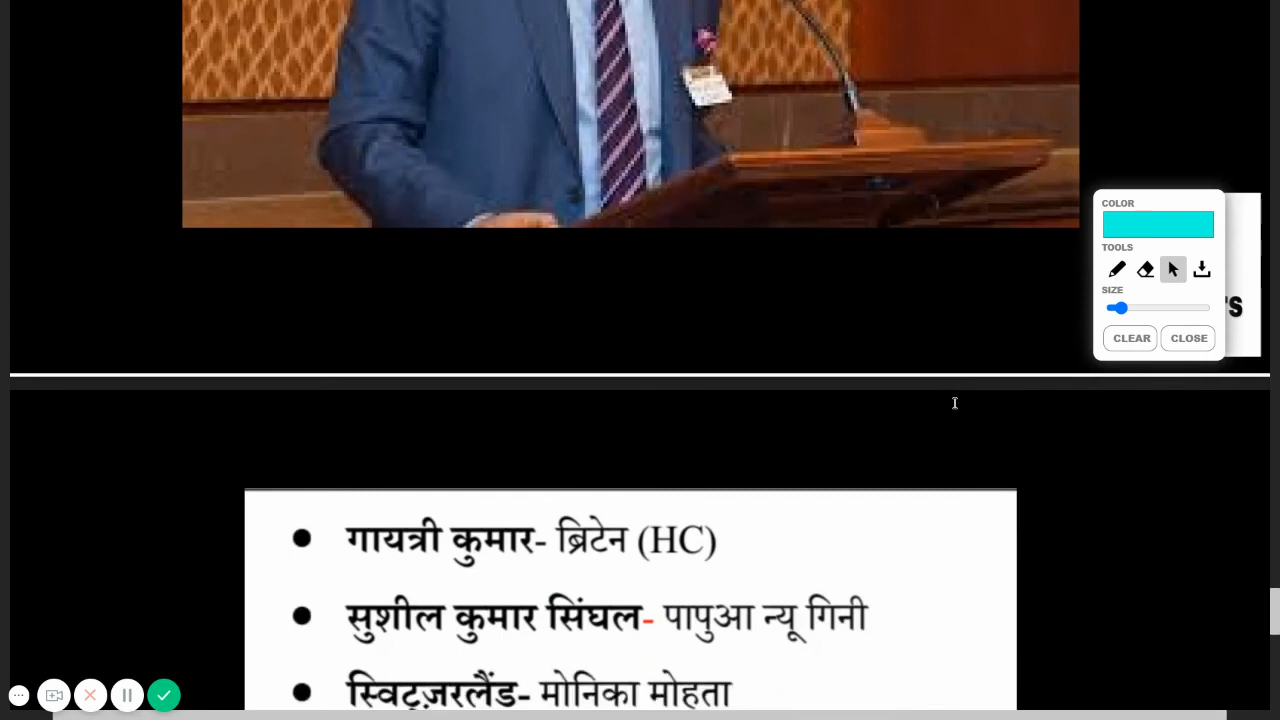 COLOR
TOOLS
SIZE
CLEAR CLOSE
गायत्री कुमार- ब्रिटेन (HC)
सुशील कुमार सिंघल- पापुआ न्यू गिनी
स्विट्ज़रलैंड- मोनिका मोहता